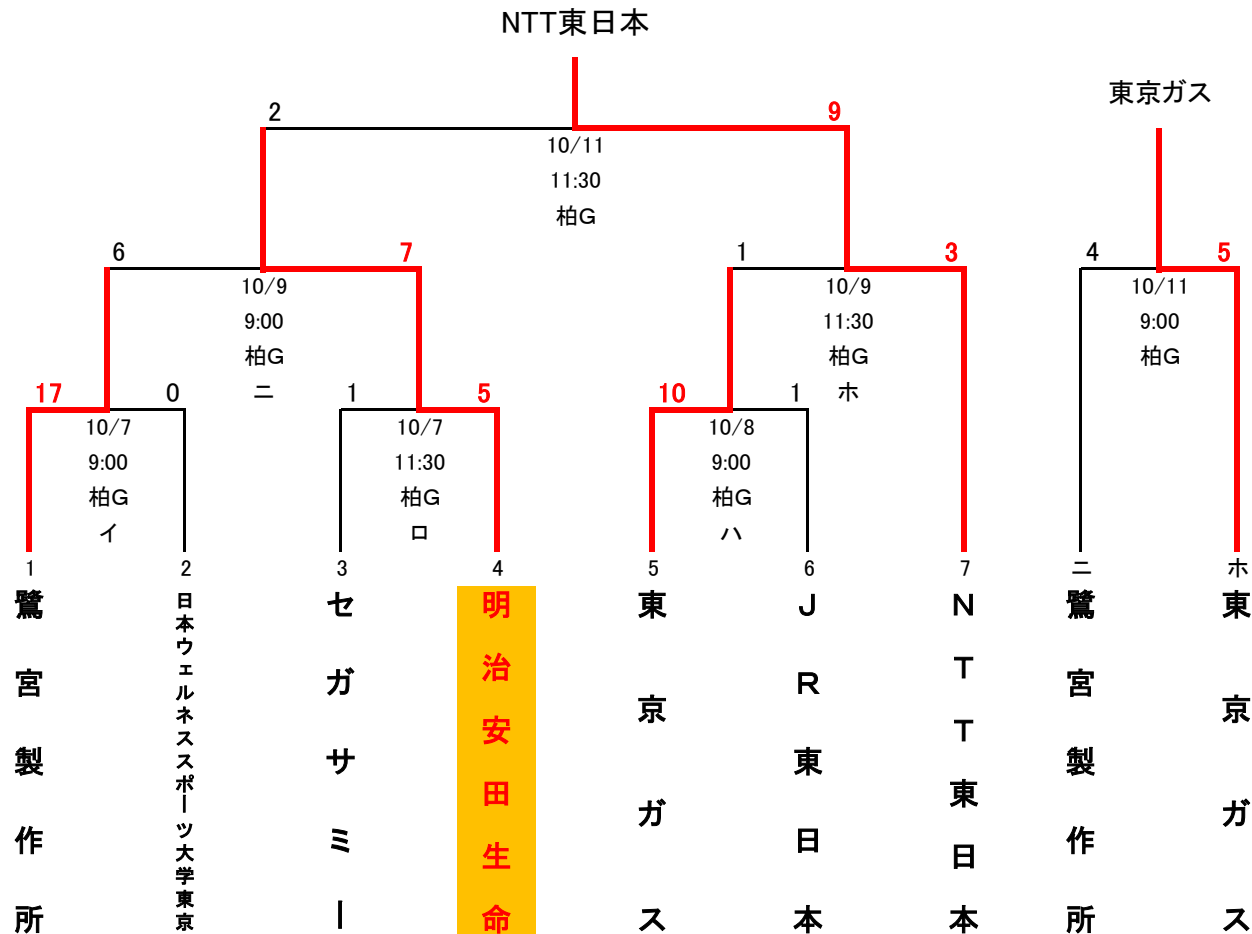 NTT東日本
東京ガス
2
9
10/11
11:30
柏G
6
7
1
3
4
5
10/9
9:00
柏G
ニ
10/9
11:30
柏G
ホ
10/11
9:00
柏G
17
0
1
5
10
1
10/7
9:00
柏G
イ
10/7
11:30
柏G
ロ
10/8
9:00
柏G
ハ
1
鷺宮製作所
2
日本ウェルネススポーツ大学東京
3
セガサミー
4
明治安田生命
5
東京ガス
6
JR東日本
7
NTT東日本
ニ
鷺宮製作所
ホ
東京ガス